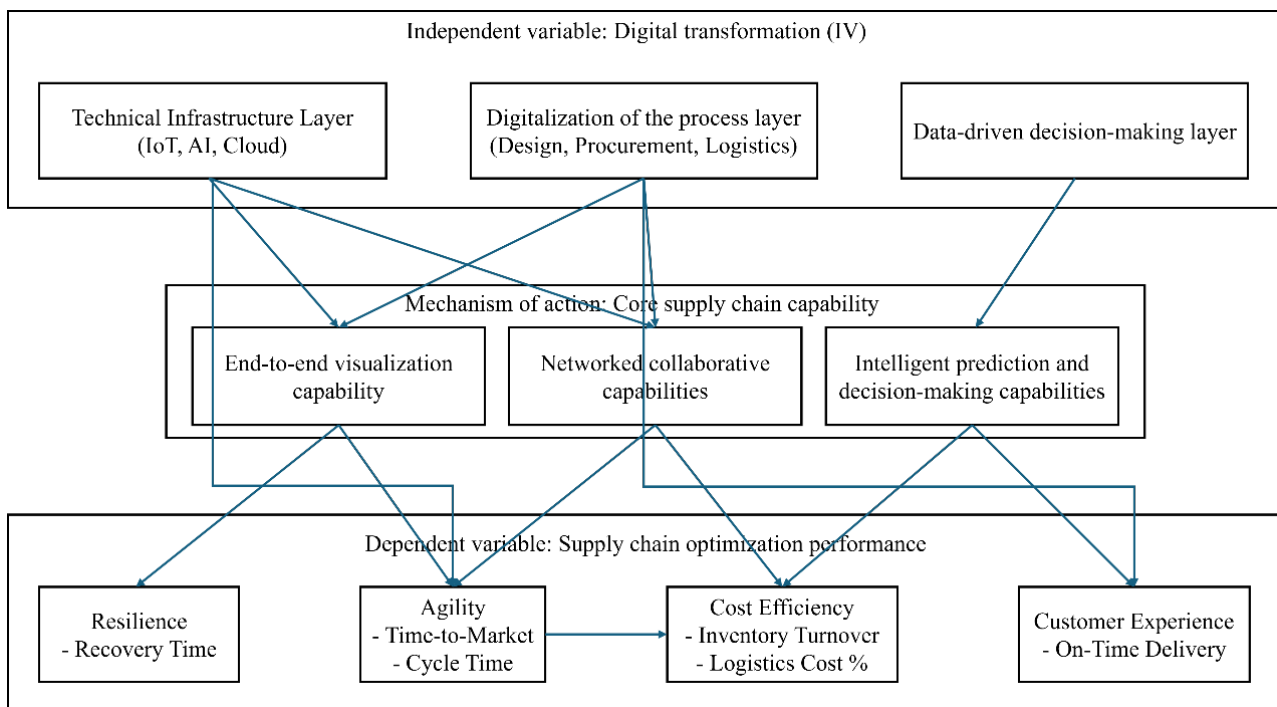 Independent variable: Digital transformation (IV)
Technical Infrastructure Layer
(IoT, AI, Cloud)
Digitalization of the process layer
(Design, Procurement, Logistics)
Data-driven decision-making layer
Mechanism of action: Core supply chain capability
End-to-end visualization
capability
Networked collaborative
capabilities
Intelligent prediction and
decision-making capabilities
Dependent variable: Supply chain optimization performance
Resilience
- Recovery Time
Agility
- Time-to-Market
- Cycle Time
Cost Efficiency
- Inventory Turnover
- Logistics Cost %
Customer Experience
- On-Time Delivery